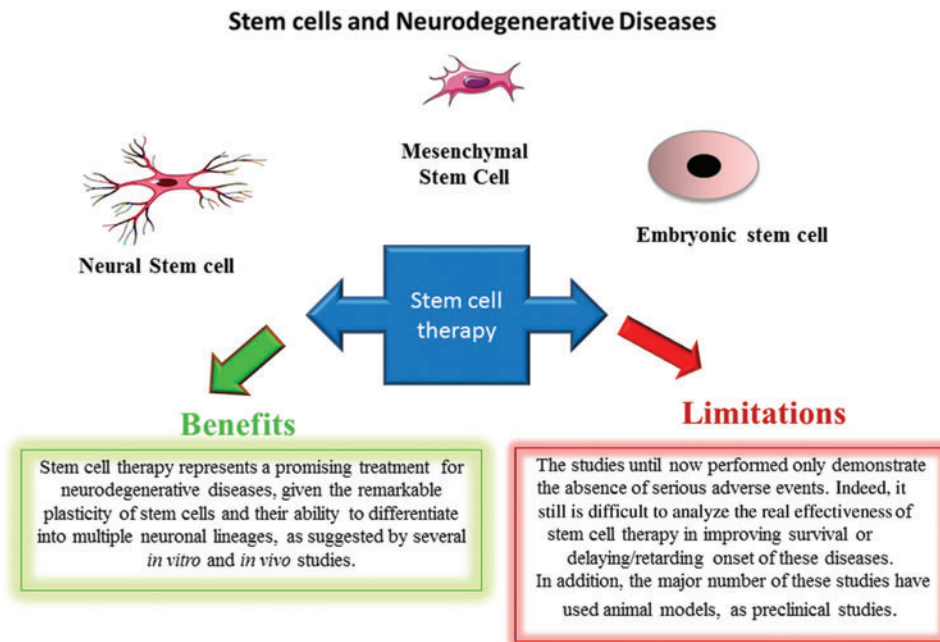 Stem cells and Neurodegenerative Diseases
Mesenchymal
Stem Cell
Neural Stem cell
Embryonic stem cell
Stem cell
therapy
Benefits
Stem cell therapy represents a promising treatment for
neurodegenerative diseases, given the remarkable
plasticity of stem cells and their ability to differentiate
into multiple neuronal lineages, as suggested by several
in vitro and in vivo studies.
Limitations
The studies until now performed only demonstrate
the absence of serious adverse events. Indeed, it
still is difficult to analyze the real effectiveness of
stem cell therapy in improving survival or
delaying/retarding onset of these diseases.
In addition, the major number of these studies have
used animal models, as preclinical studies.